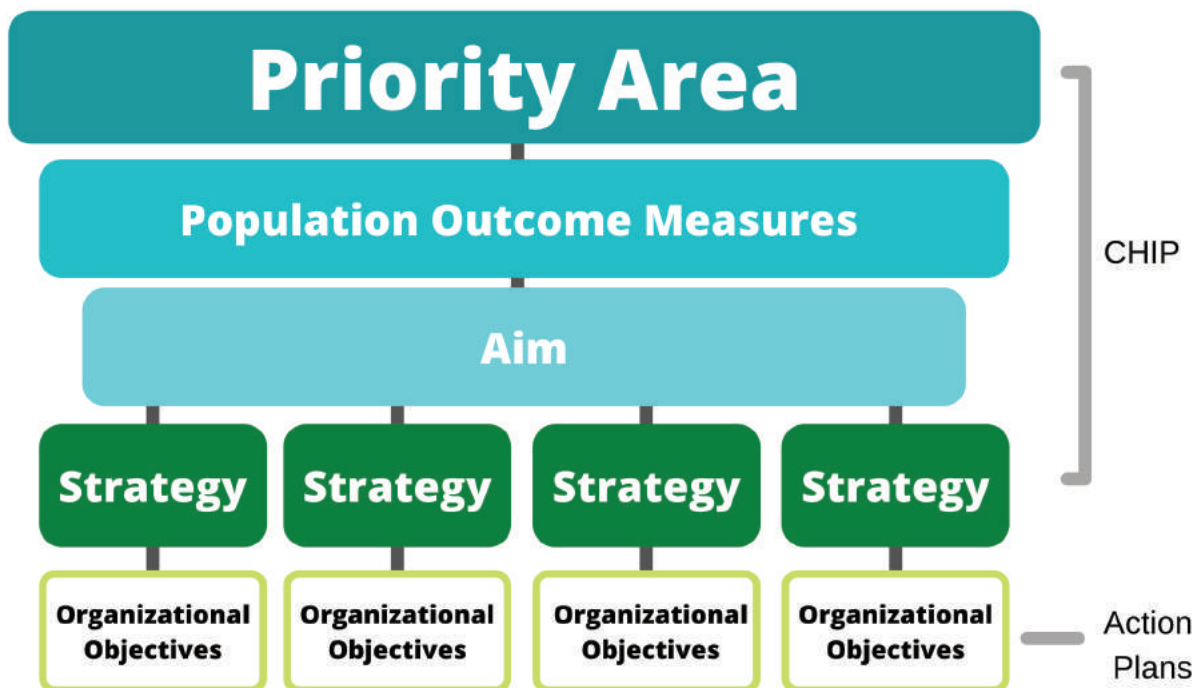 Priority Area
Population Outcome Measures
CHIP
Aim
Strategy
Strategy
Strategy
Strategy
Organizational
Objectives
Organizational
Objectives
Organizational
Objectives
Organizational
Objectives
Action
Plans